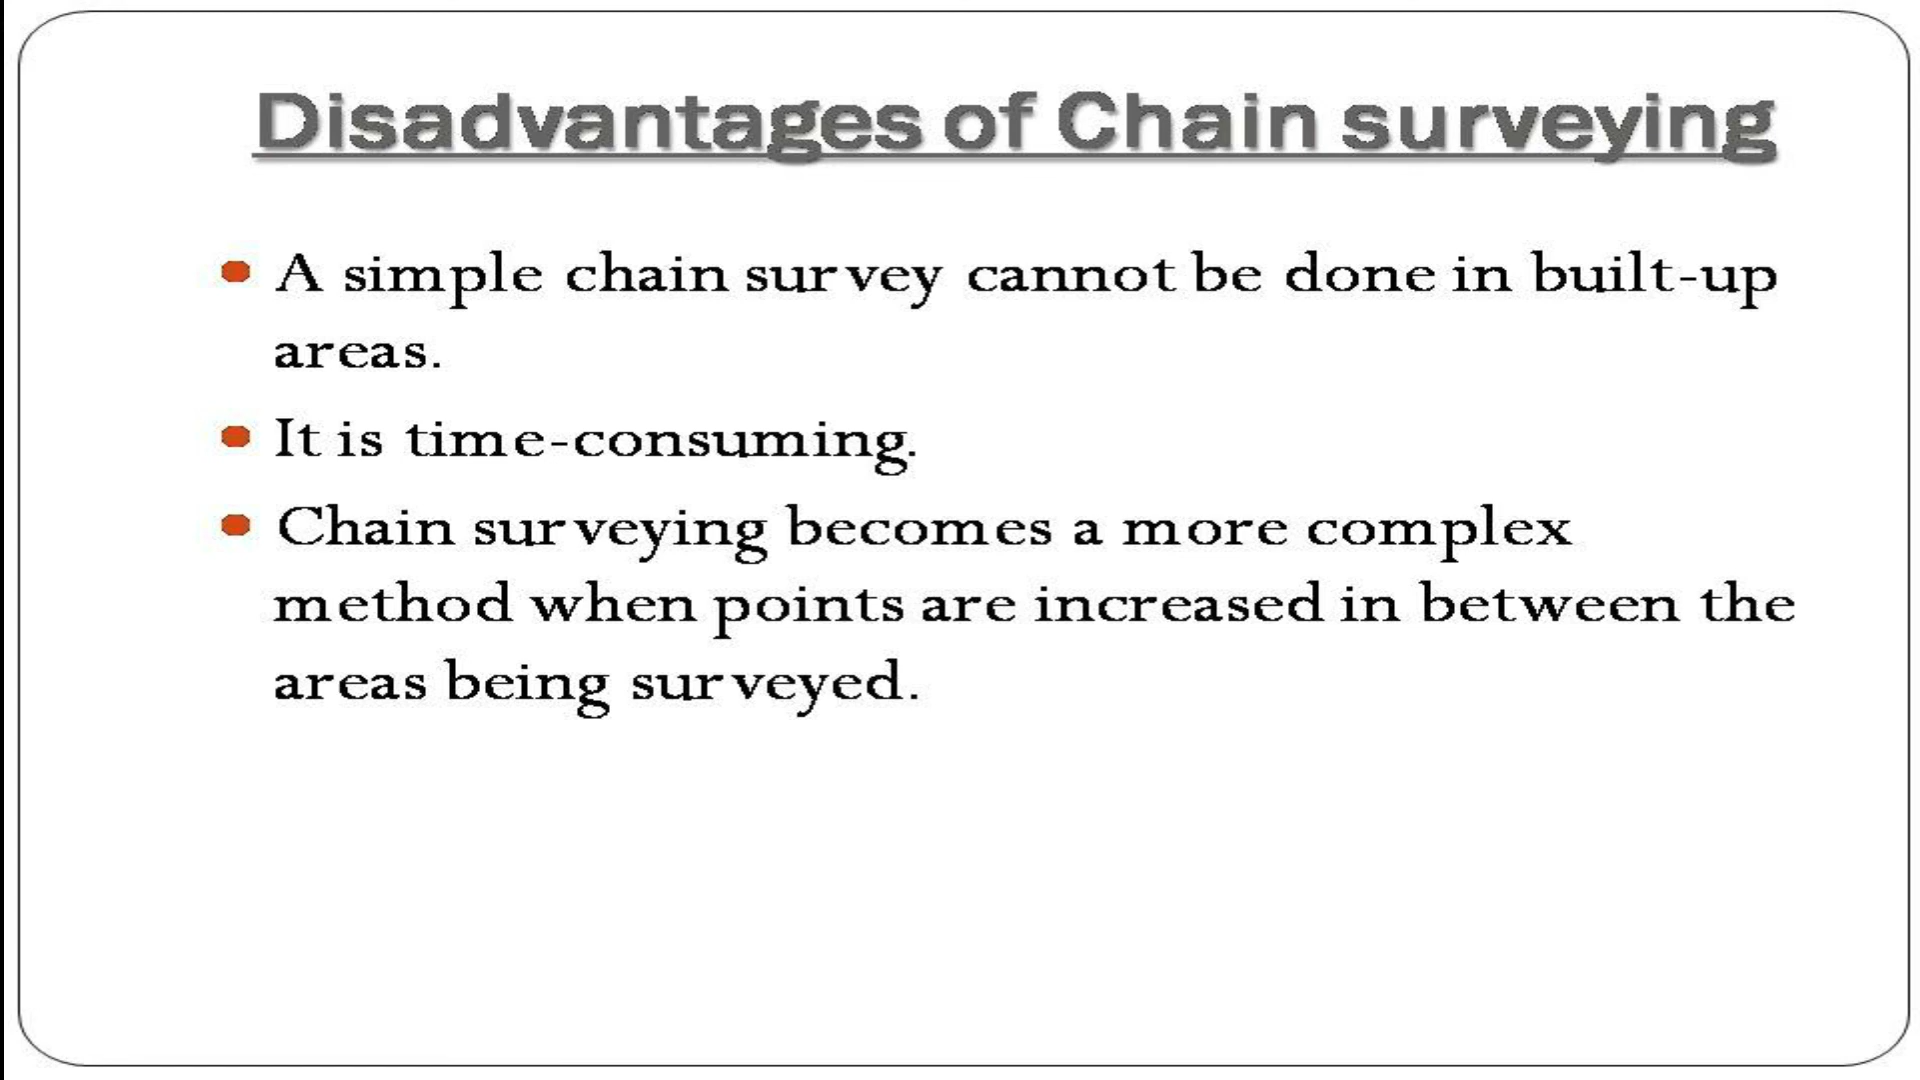 Disadvantages of Chain surveying
A simple chain survey cannot be done in built-up
areas.
It is time-consuming.
Chain surveying becomes a more complex
method when points are increased in between the
areas being surveyed.